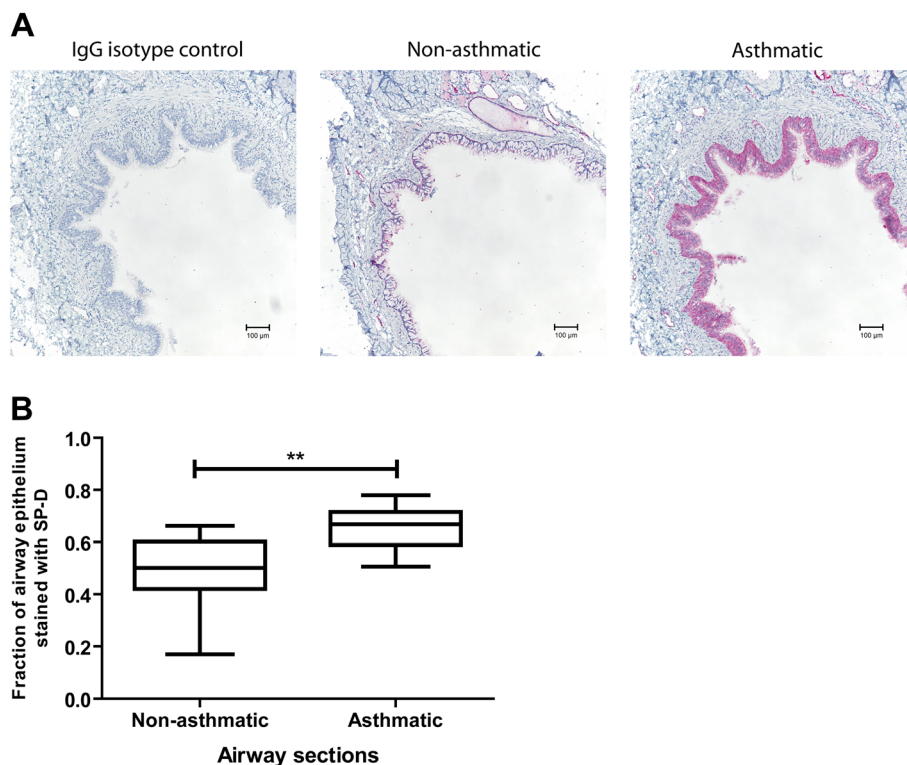 A
IgG isotype control
Non-asthmatic
Asthmatic
100 µm
100 µm
100 µm
B
Fraction of airway epithelium
stained with SP-D
1.0
0.8
0.6
0.4
0.2
0.0
**
Non-asthmatic
Asthmatic
Airway sections